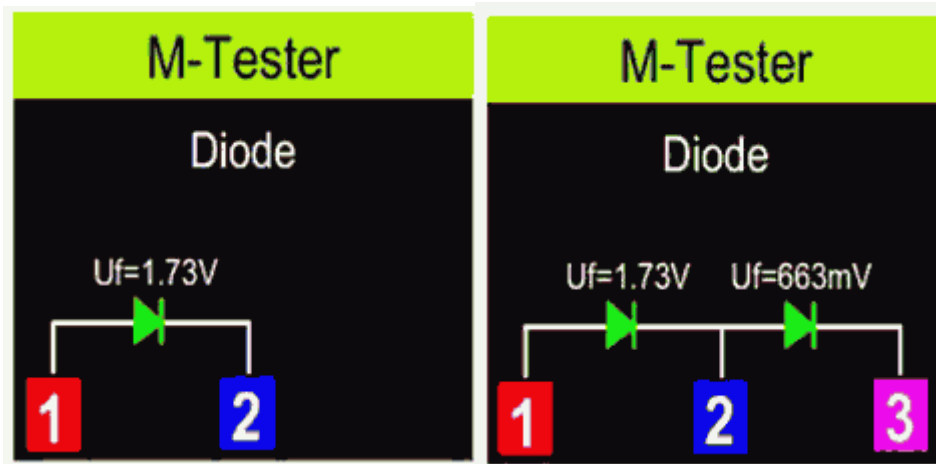 M-Tester
Diode
Uf=1.73V
1 2
M-Tester
Diode
Uf=1.73V Uf=663mV
1 2 3